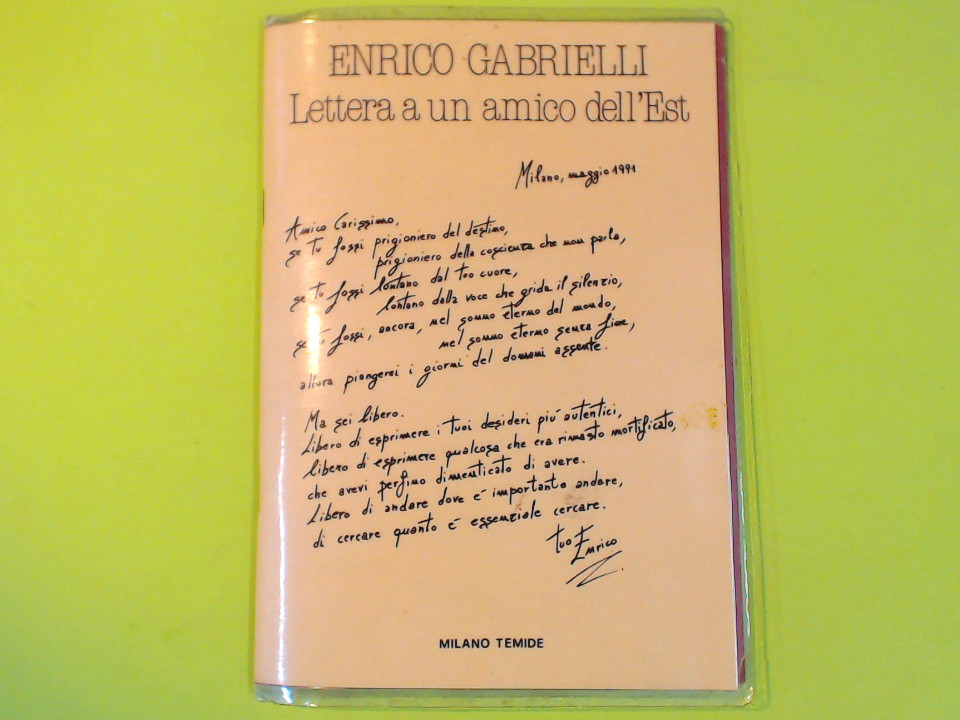 ENRICO GABRIELLI
Lettera a un amico dell'Est
Milano, maggio 1991
Amico Carissimo,
se tu fossi prigioniero del destino,
prigioniero della coscienza che non parla,
se tu fossi lontano dal tuo cuore,
lontano dalla voce che grida il silenzio,
se tu fossi, ancora, nel sonno eterno del mondo,
nel sonno eterno senza fine,
allora piangerei i giorni del domani assente.
Ma sei libero.
Libero di esprimere i tuoi desideri più autentici,
libero di esprimere qualcosa che era rimasto mortificato,
che avevi perfino dimenticato di avere.
Libero di andare dove è importante andare,
di cercare quanto è essenziale cercare.
tuo Enrico
MILANO TEMIDE